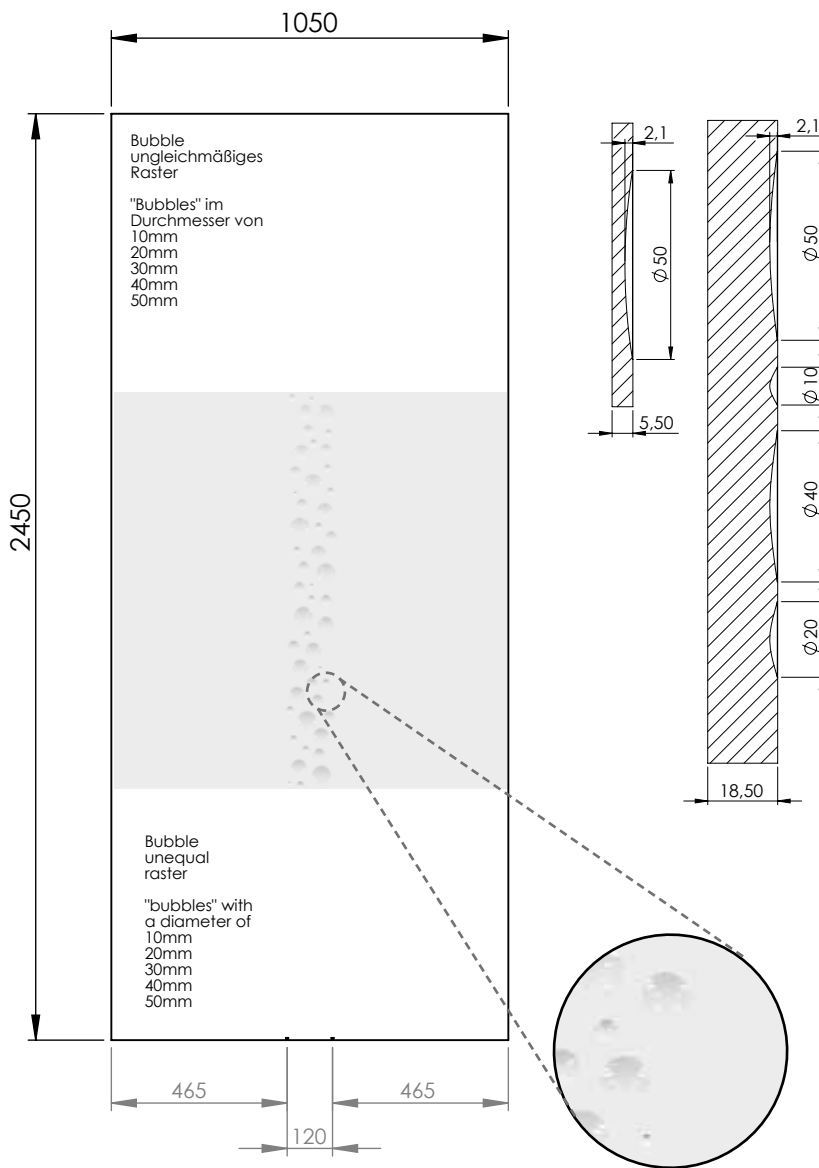 1050
2450
Bubble
ungleichmäßiges
Raster
"Bubbles" im
Durchmesser von
10mm
20mm
30mm
40mm
50mm
2,1
Ø50
5,50
2,1
Ø50
Ø10
Ø40
Ø20
18,50
Bubble
unequal
raster
"bubbles" with
a diameter of
10mm
20mm
30mm
40mm
50mm
465
465
120